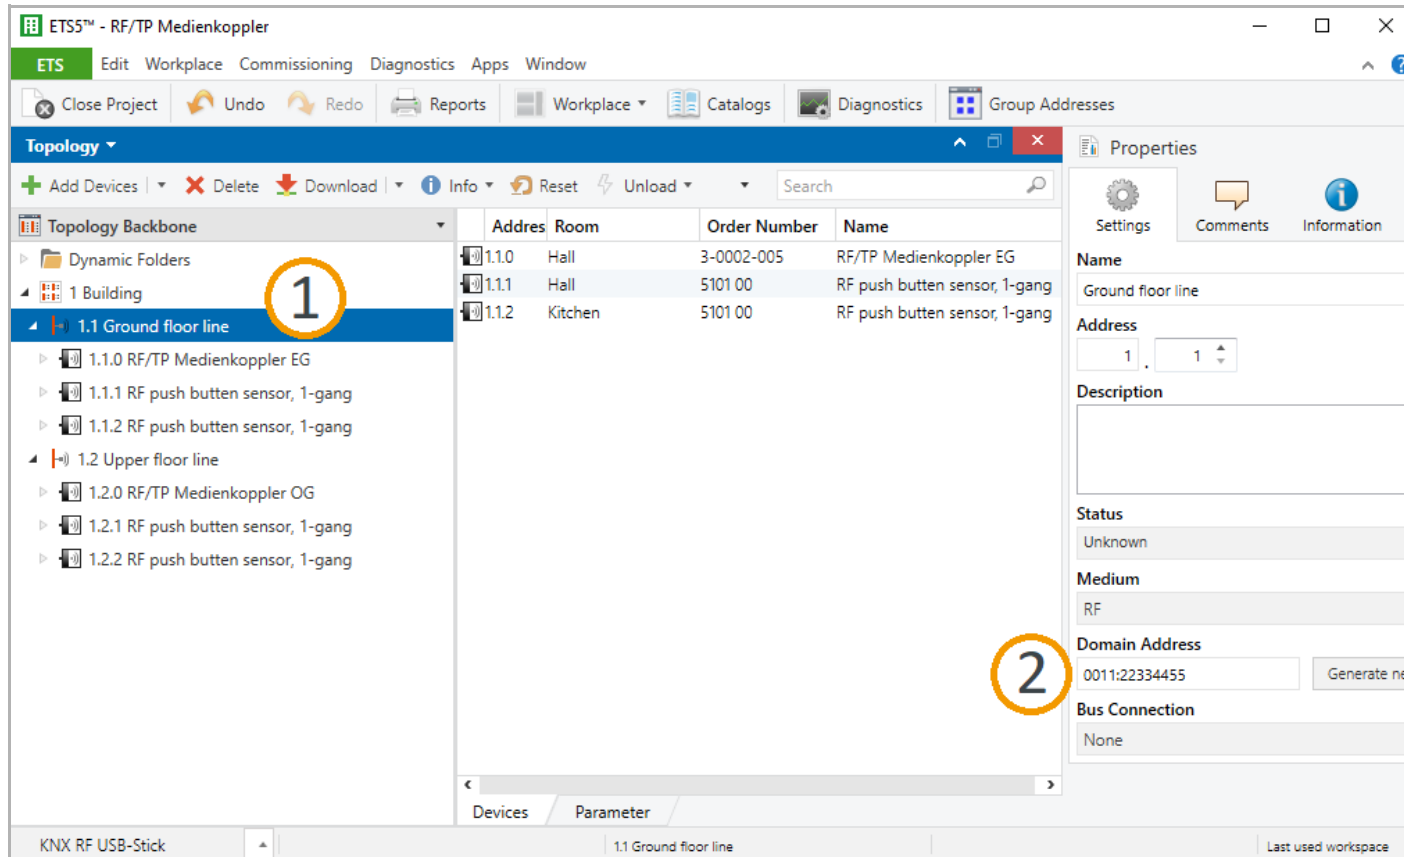 ETS5™ - RF/TP Medienkoppler
ETS Edit Workplace Commissioning Diagnostics Apps Window
Close Project Undo Redo Reports Workplace Catalogs Diagnostics Group Addresses
Topology
Add Devices Delete Download Info Reset Unload Search
Topology Backbone
Dynamic Folders
1 Building
1
1.1 Ground floor line
1.1.0 RF/TP Medienkoppler EG
1.1.1 RF push butten sensor, 1-gang
1.1.2 RF push butten sensor, 1-gang
1.2 Upper floor line
1.2.0 RF/TP Medienkoppler OG
1.2.1 RF push butten sensor, 1-gang
1.2.2 RF push butten sensor, 1-gang
Addres Room Order Number Name
1.1.0 Hall 3-0002-005 RF/TP Medienkoppler EG
1.1.1 Hall 5101 00 RF push butten sensor, 1-gang
1.1.2 Kitchen 5101 00 RF push butten sensor, 1-gang
Devices Parameter
Properties
Settings Comments Information
Name
Ground floor line
Address
1 . 1
Description
Status
Unknown
Medium
RF
Domain Address
2
0011:22334455 Generate ne
Bus Connection
None
KNX RF USB-Stick 1.1 Ground floor line Last used workspace